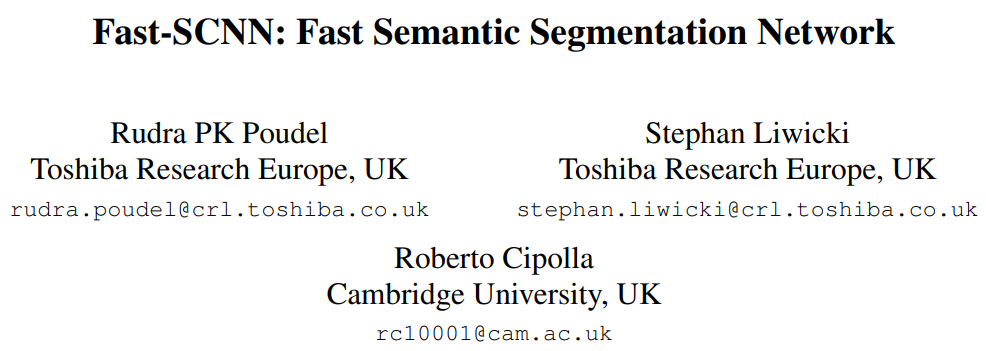 Fast-SCNN: Fast Semantic Segmentation Network
Rudra PK Poudel
Toshiba Research Europe, UK
rudra.poudel@crl.toshiba.co.uk
Stephan Liwicki
Toshiba Research Europe, UK
stephan.liwicki@crl.toshiba.co.uk
Roberto Cipolla
Cambridge University, UK
rc10001@cam.ac.uk